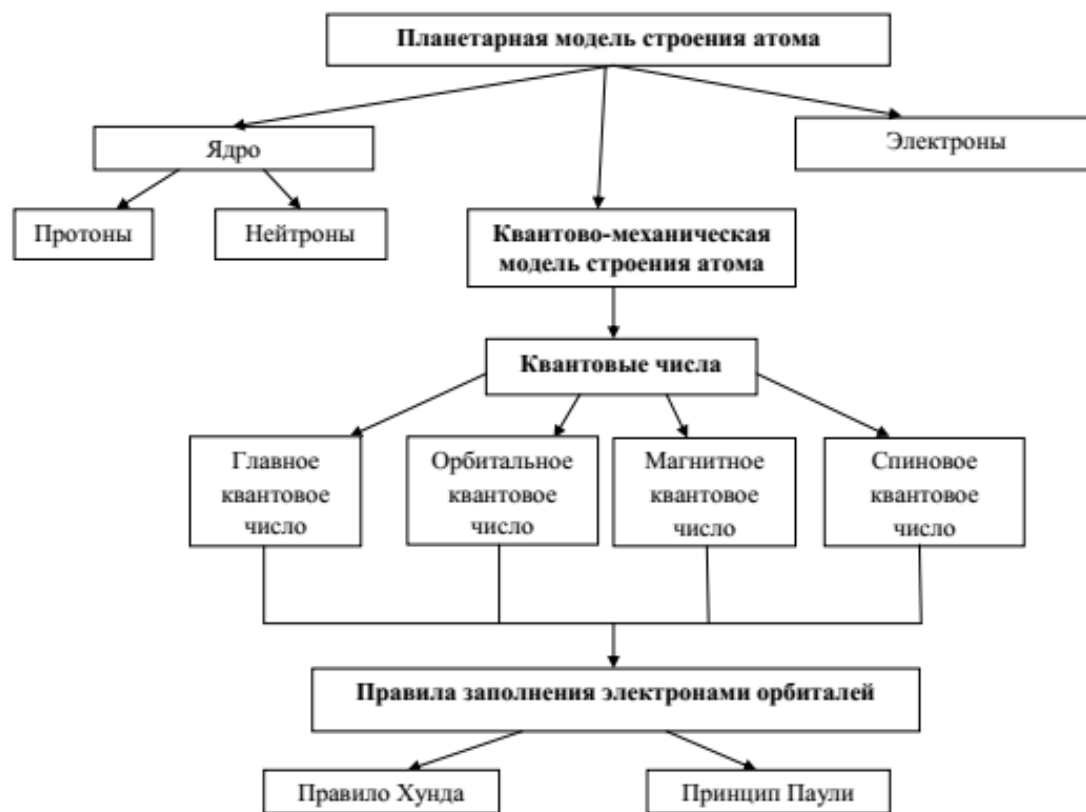 Планетарная модель строения атома
Ядро
Электроны
Протоны
Нейтроны
Квантово-механическая
модель строения атома
Квантовые числа
Главное
квантовое
число
Орбитальное
квантовое
число
Магнитное
квантовое
число
Спиновое
квантовое
число
Правила заполнения электронами орбиталей
Правило Хунда
Принцип Паули